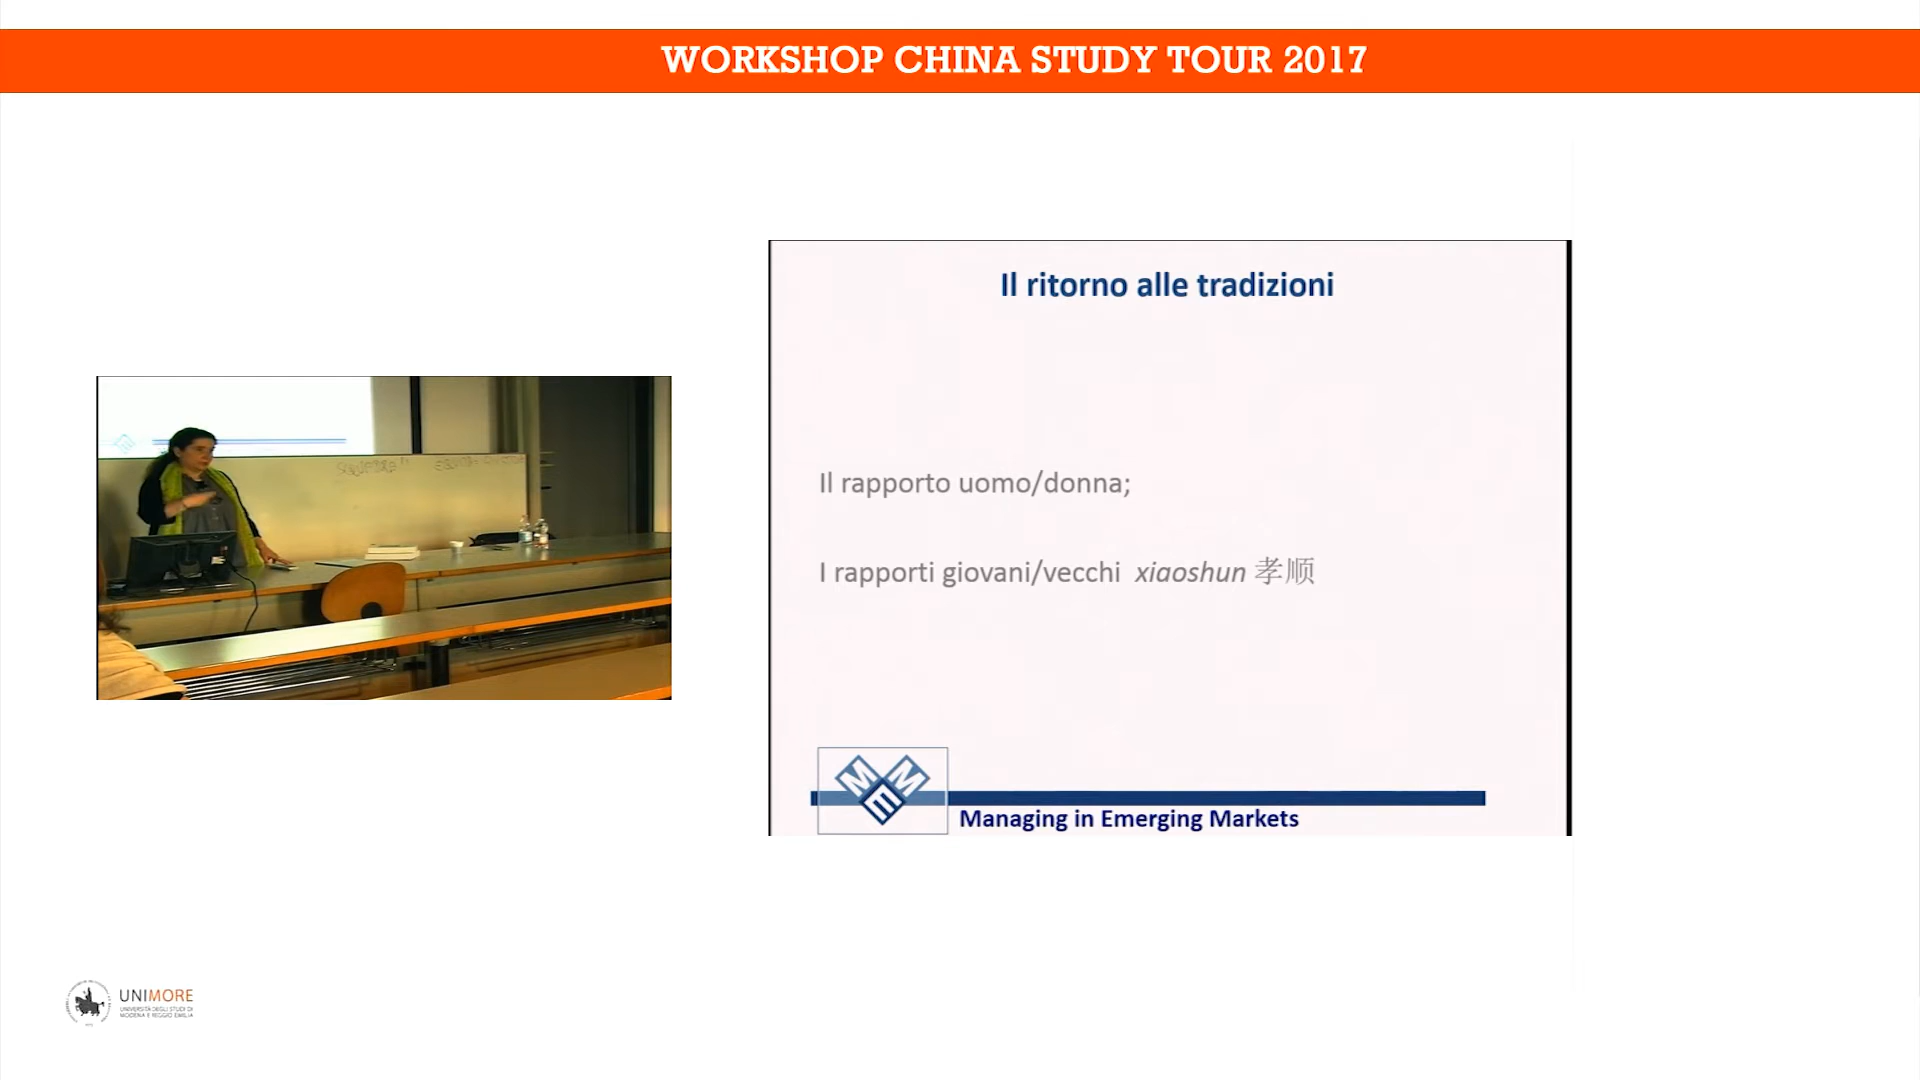 WORKSHOP CHINA STUDY TOUR 2017
Il ritorno alle tradizioni
Il rapporto uomo/donna;
I rapporti giovani/vecchi xiaoshun 孝顺
MEM
Managing in Emerging Markets
UNIMORE
UNIVERSITÀ DEGLI STUDI DI
MODENA E REGGIO EMILIA